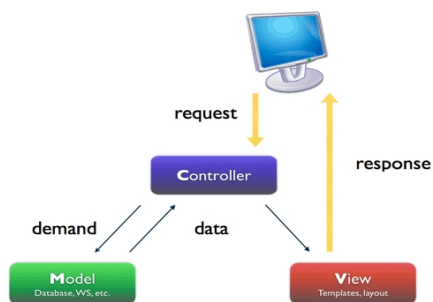 request
response
Controller
demand
data
Model
Database, WS, etc.
View
Templates, layout